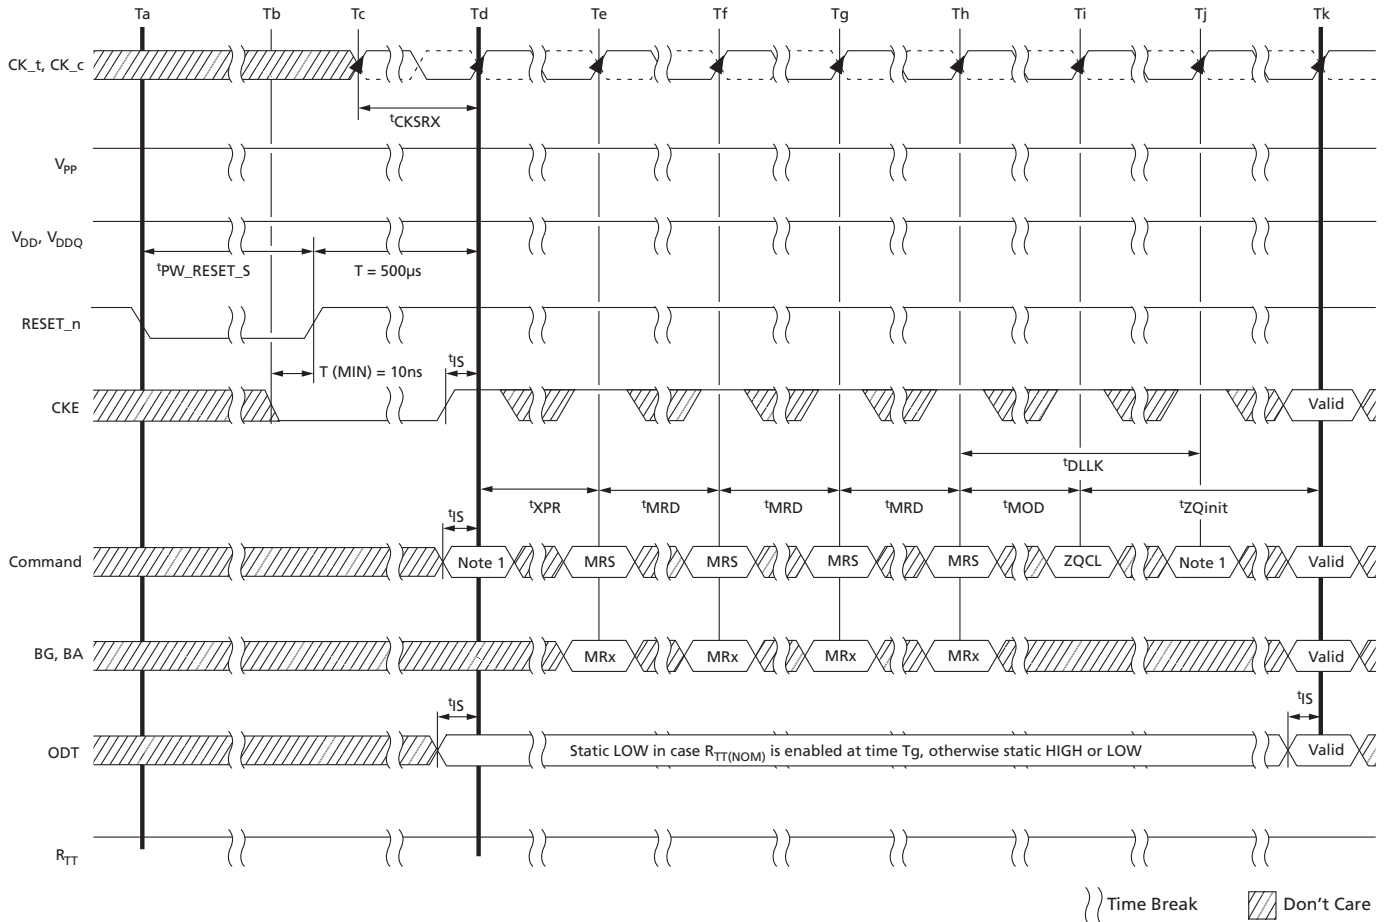 Ta Tb Tc Td Te Tf Tg Th Ti Tj Tk
CK_t, CK_c
tCKSRX
VPP
VDD, VDDQ
tPW_RESET_S T = 500µs
RESET_n
T (MIN) = 10ns tIS
CKE Valid
tDLLK
tXPR tMRD tMRD tMRD tMOD tZQinit
tIS
Command Note 1 MRS MRS MRS MRS ZQCL Note 1 Valid
BG, BA MRx MRx MRx MRx Valid
tIS tIS
ODT Static LOW in case RTT(NOM) is enabled at time Tg, otherwise static HIGH or LOW Valid
RTT
Time Break Don't Care